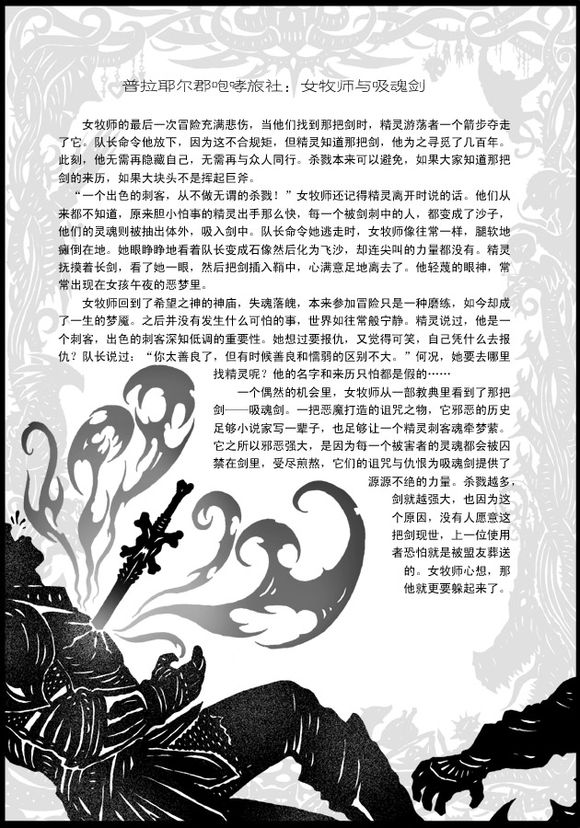 普拉耶尔郡咆哮旅社：女牧师与吸魂剑
女牧师的最后一次冒险充满悲伤，当他们找到那把剑时，精灵游荡者一个箭步夺走
了它。队长命令他放下，因为这不合规矩，但精灵知道那把剑，他为之寻觅了几百年。
此刻，他无需再隐藏自己，无需再与众人同行。杀戮本来可以避免，如果大家知道那把
剑的来历，如果大块头不是挥起巨斧。
“一个出色的刺客，从不做无谓的杀戮！”女牧师还记得精灵离开时说的话。他们从
来都不知道，原来胆小怕事的精灵出手那么快，每一个被剑刺中的人，都变成了沙子，
他们的灵魂则被抽出体外，吸入剑中。队长命令她逃走时，女牧师像往常一样，腿软地
瘫倒在地。她眼睁睁地看着队长变成石像然后化为飞沙，却连尖叫的力量都没有。精灵
抚摸着长剑，看了她一眼，然后把剑插入鞘中，心满意足地离去了。他轻蔑的眼神，常
常出现在女孩午夜的恶梦里。
女牧师回到了希望之神的神庙，失魂落魄，本来参加冒险只是一种磨练，如今却成
了一生的梦魇。之后并没有发生什么可怕的事，世界如往常般宁静。精灵说过，他是一
个刺客，出色的刺客深知低调的重要性。她想过要报仇，又觉得可笑，自己凭什么去报
仇？队长说过：“你太善良了，但有时候善良和懦弱的区别不大。”何况，她要去哪里
找精灵呢？他的名字和来历只怕都是假的……
一个偶然的机会里，女牧师从一部教典里看到了那把
剑——吸魂剑。一把恶魔打造的诅咒之物，它邪恶的历史
足够小说家写一辈子，也足够让一个精灵刺客魂牵梦萦。
它之所以邪恶强大，是因为每一个被害者的灵魂都会被囚
禁在剑里，受尽煎熬，它们的诅咒与仇恨为吸魂剑提供了
源源不绝的力量。杀戮越多，
剑就越强大，也因为这
个原因，没有人愿意这
把剑现世，上一位使用
者恐怕就是被盟友葬送
的。女牧师心想，那
他就更要躲起来了。